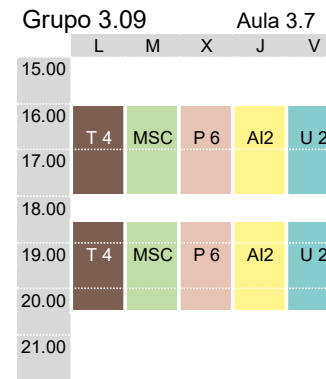 Grupo 3.09 Aula 3.7
L M X J V
15.00
16.00
T 4 MSC P 6 AI2 U 2
17.00
18.00
19.00 T 4 MSC P 6 AI2 U 2
20.00
21.00